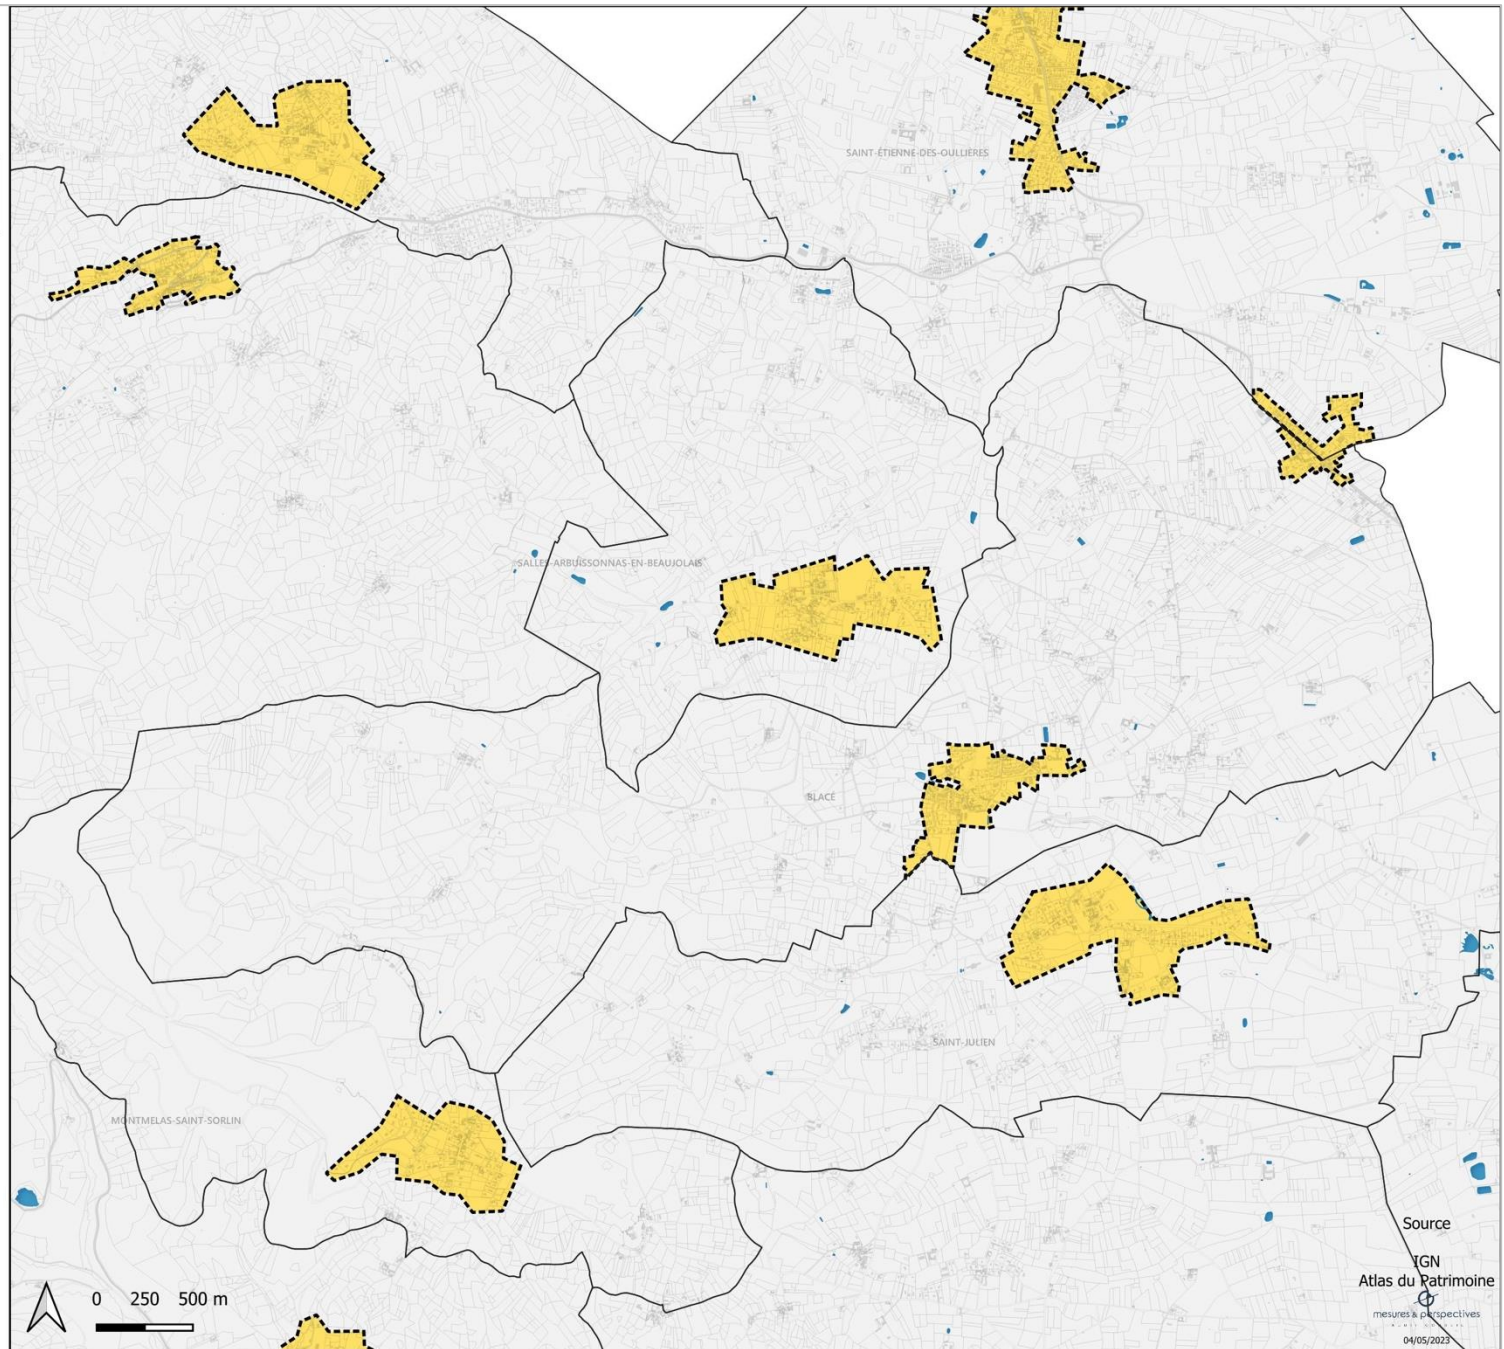 SAINT-ÉTIENNE-DES-OULLIÈRES
SALLES-ARBUISSONNAS-EN-BEAUJOLAIS
BLACÉ
SAINT-JULIEN
MONTMELAS-SAINT-SORLIN
Source
IGN
Atlas du Patrimoine
mesures & perspectives
04/05/2023
0 250 500 m